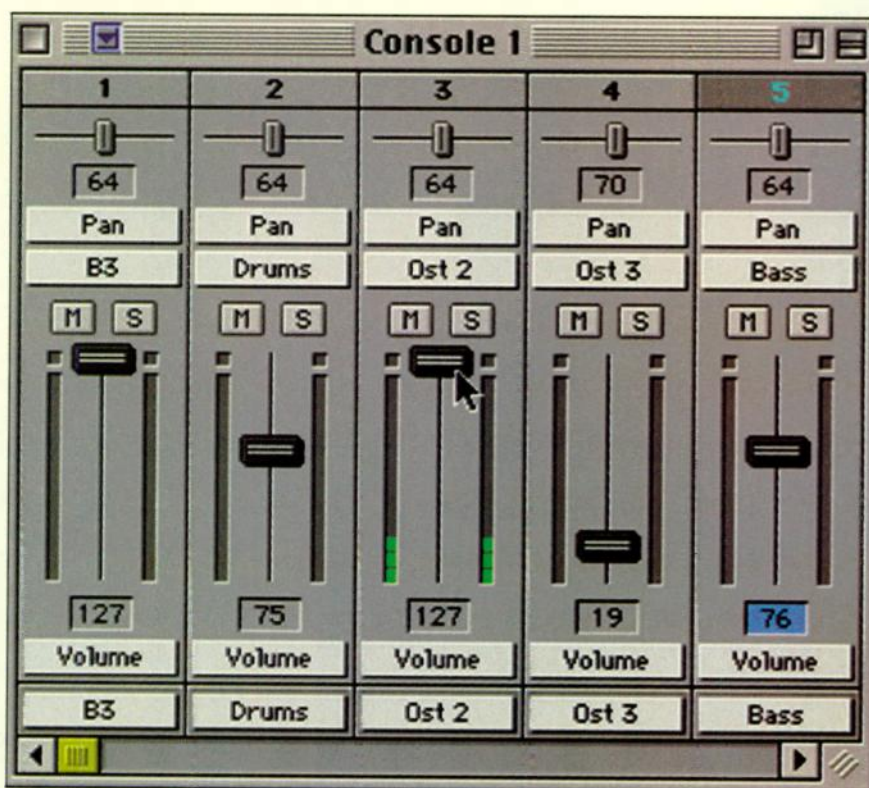 Console 1
1 2 3 4 5
64 64 64 70 64
Pan Pan Pan Pan Pan
B3 Drums Ost 2 Ost 3 Bass
M S M S M S M S M S
127 75 127 19 76
Volume Volume Volume Volume Volume
B3 Drums Ost 2 Ost 3 Bass